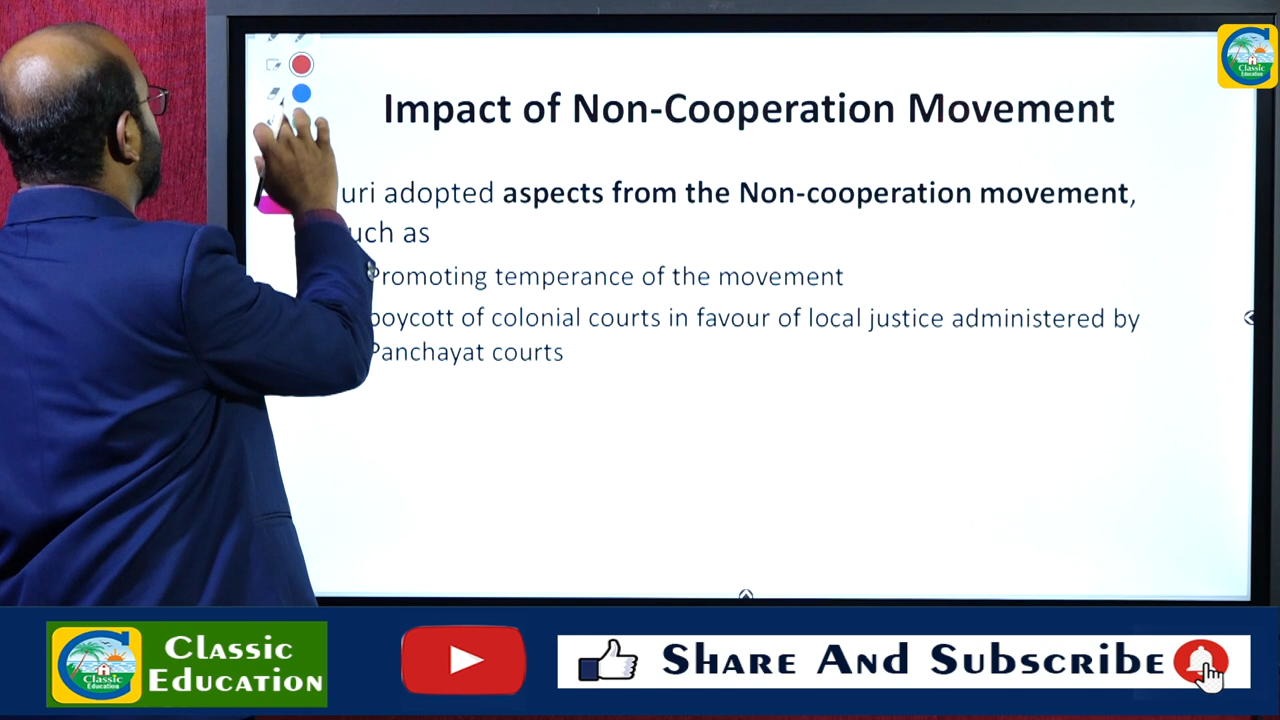 Classic
Education
Impact of Non-Cooperation Movement
adopted aspects from the Non-cooperation movement,
as
Promoting temperance of the movement
boycott of colonial courts in favour of local justice administered by
Panchayat courts
Classic
Education
Classic
Education
Share And Subscribe